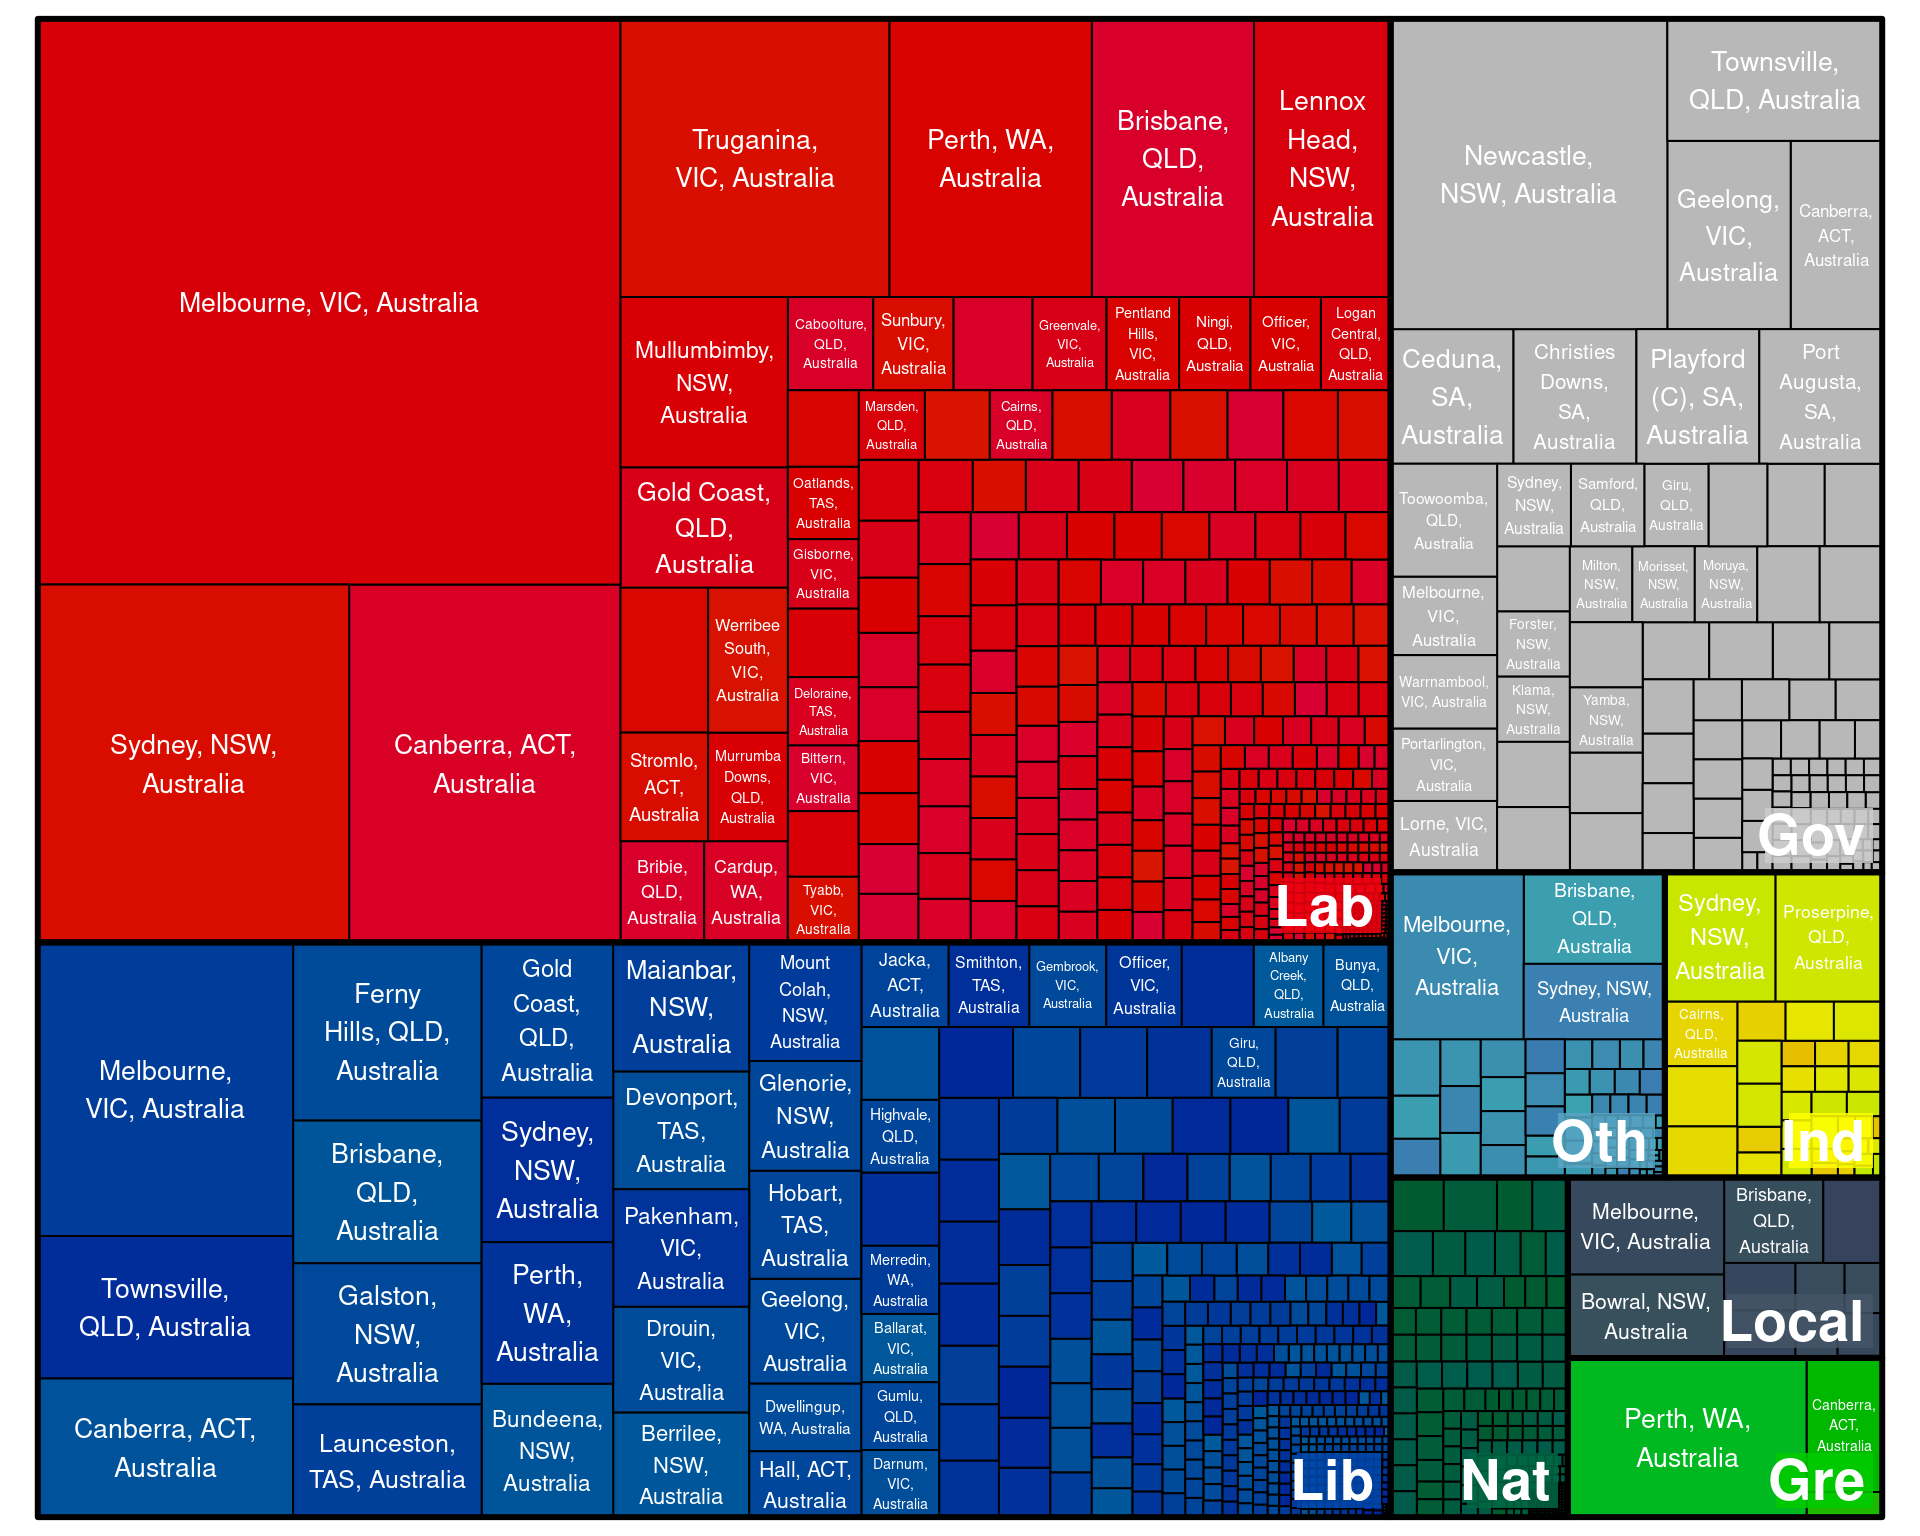 Melbourne, VIC, Australia
Sydney, NSW,
Australia
Canberra, ACT,
Australia
Truganina,
VIC, Australia
Perth, WA,
Australia
Brisbane,
QLD,
Australia
Lennox
Head,
NSW,
Australia
Mullumbimby,
NSW,
Australia
Gold Coast,
QLD,
Australia
Werribee
South,
VIC,
Australia
Stromlo,
ACT,
Australia
Murrumba
Downs,
QLD,
Australia
Bribie,
QLD,
Australia
Cardup,
WA,
Australia
Caboolture,
QLD,
Australia
Sunbury,
VIC,
Australia
Greenvale,
VIC,
Australia
Pentland
Hills,
VIC,
Australia
Ningi,
QLD,
Australia
Officer,
VIC,
Australia
Logan
Central,
QLD,
Australia
Marsden,
QLD,
Australia
Cairns,
QLD,
Australia
Oatlands,
TAS,
Australia
Gisborne,
VIC,
Australia
Deloraine,
TAS,
Australia
Bittern,
VIC,
Australia
Tyabb,
VIC,
Australia
Lab
Newcastle,
NSW, Australia
Townsville,
QLD, Australia
Geelong,
VIC,
Australia
Canberra,
ACT,
Australia
Ceduna,
SA,
Australia
Christies
Downs,
SA,
Australia
Playford
(C), SA,
Australia
Port
Augusta,
SA,
Australia
Toowoomba,
QLD,
Australia
Sydney,
NSW,
Australia
Samford,
QLD,
Australia
Giru,
QLD,
Australia
Melbourne,
VIC,
Australia
Milton,
NSW,
Australia
Morisset,
NSW,
Australia
Moruya,
NSW,
Australia
Forster,
NSW,
Australia
Warrnambool,
VIC, Australia
Kiama,
NSW,
Australia
Yamba,
NSW,
Australia
Portarlington,
VIC,
Australia
Lorne, VIC,
Australia
Gov
Melbourne,
VIC, Australia
Townsville,
QLD, Australia
Canberra, ACT,
Australia
Ferny
Hills, QLD,
Australia
Brisbane,
QLD,
Australia
Galston,
NSW,
Australia
Launceston,
TAS, Australia
Gold
Coast,
QLD,
Australia
Sydney,
NSW,
Australia
Perth,
WA,
Australia
Bundeena,
NSW,
Australia
Maianbar,
NSW,
Australia
Devonport,
TAS,
Australia
Pakenham,
VIC,
Australia
Drouin,
VIC,
Australia
Berrilee,
NSW,
Australia
Mount
Colah,
NSW,
Australia
Glenorie,
NSW,
Australia
Hobart,
TAS,
Australia
Geelong,
VIC,
Australia
Dwellingup,
WA, Australia
Hall, ACT,
Australia
Jacka,
ACT,
Australia
Smithton,
TAS,
Australia
Gembrook,
VIC,
Australia
Officer,
VIC,
Australia
Albany
Creek,
QLD,
Australia
Bunya,
QLD,
Australia
Giru,
QLD,
Australia
Highvale,
QLD,
Australia
Merredin,
WA,
Australia
Ballarat,
VIC,
Australia
Gumlu,
QLD,
Australia
Darnum,
VIC,
Australia
Lib
Melbourne,
VIC,
Australia
Brisbane,
QLD,
Australia
Sydney, NSW,
Australia
Oth
Sydney,
NSW,
Australia
Proserpine,
QLD,
Australia
Cairns,
QLD,
Australia
Ind
Nat
Melbourne,
VIC, Australia
Brisbane,
QLD,
Australia
Bowral, NSW,
Australia
Local
Perth, WA,
Australia
Canberra,
ACT,
Australia
Gre